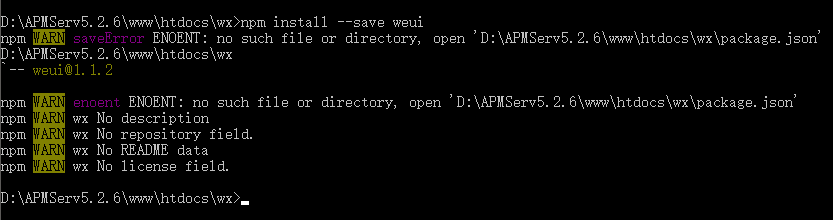 D:\APMServ5.2.6\www\htdocs\wx>npm install --save weui
npm WARN saveError ENOENT: no such file or directory, open 'D:\APMServ5.2.6\www\htdocs\wx\package.json'
D:\APMServ5.2.6\www\htdocs\wx
`-- weui@1.1.2
npm WARN enoent ENOENT: no such file or directory, open 'D:\APMServ5.2.6\www\htdocs\wx\package.json'
npm WARN wx No description
npm WARN wx No repository field.
npm WARN wx No README data
npm WARN wx No license field.
D:\APMServ5.2.6\www\htdocs\wx>